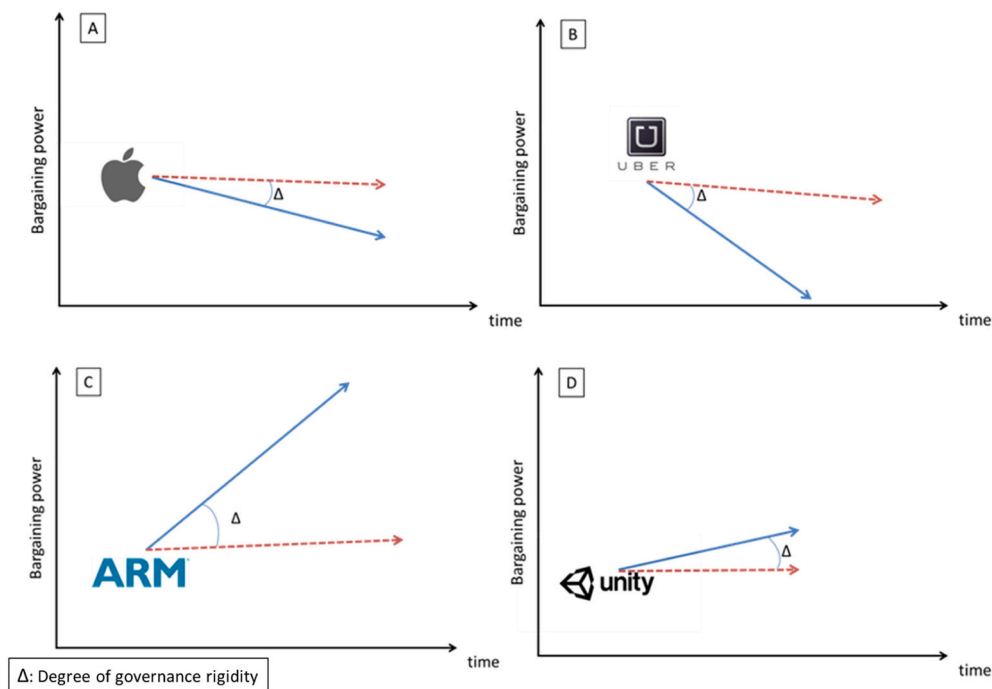 A
Bargaining power
Δ
time
B
Bargaining power
UBER
Δ
time
C
Bargaining power
Δ
ARM
time
D
Bargaining power
Δ
unity
time
Δ: Degree of governance rigidity